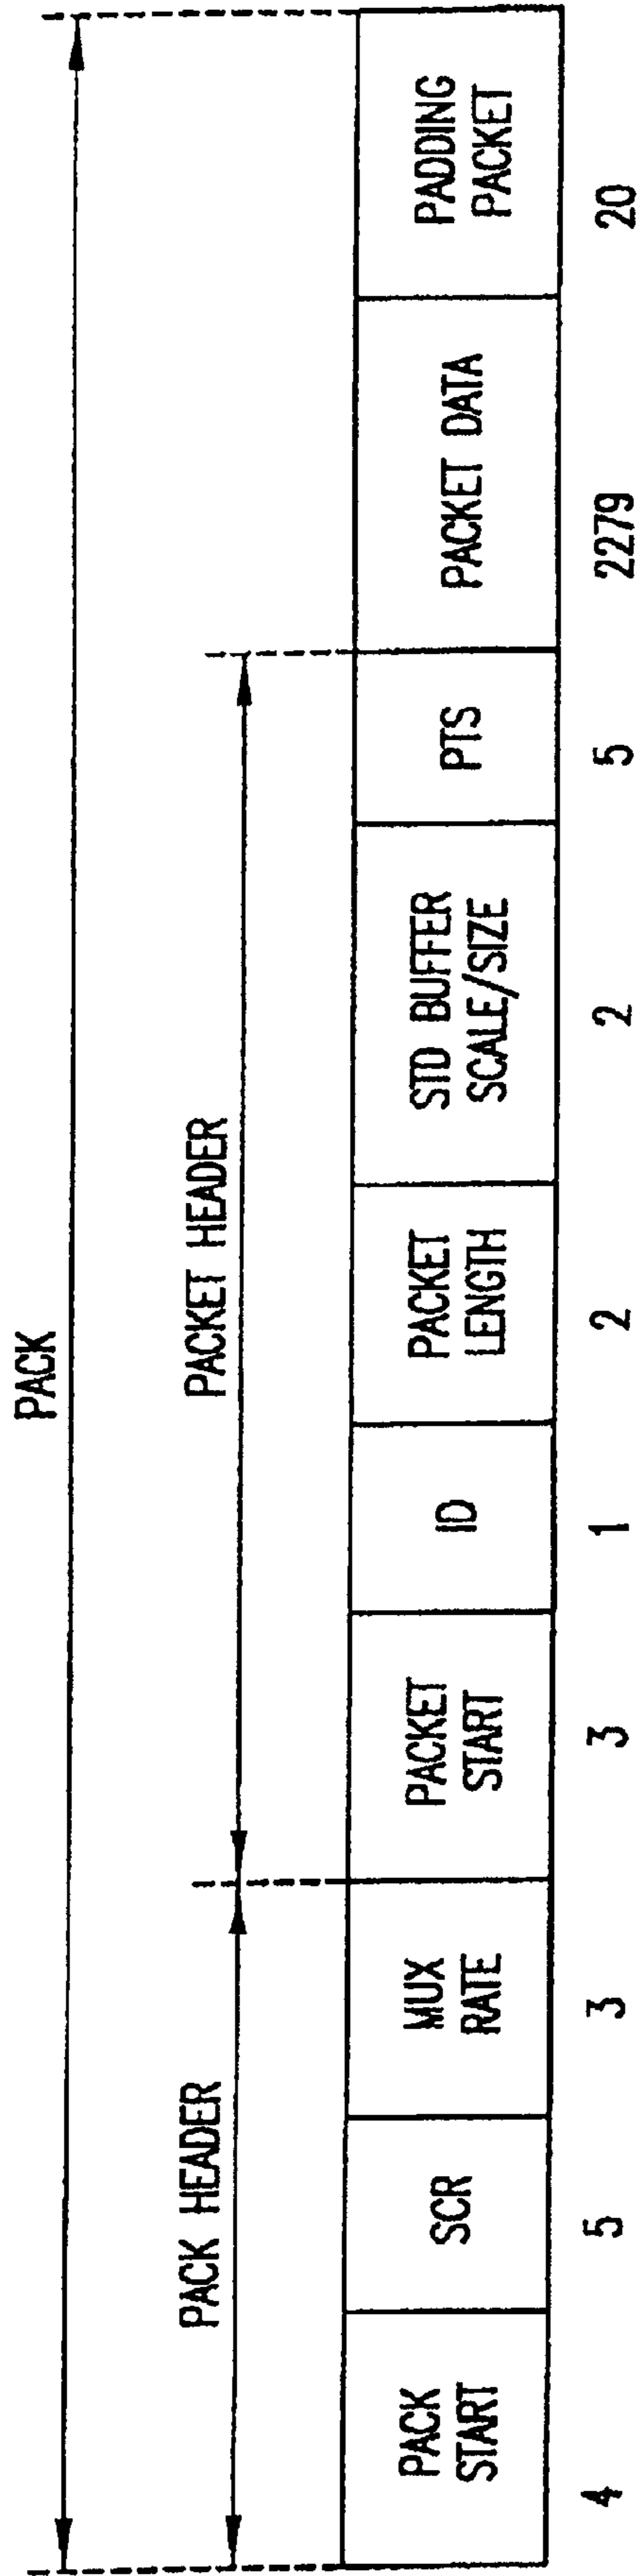 PACK
PACK HEADER
PACKET HEADER
PACK
START
SCR
MUX
RATE
PACKET
START
ID
PACKET
LENGTH
STD BUFFER
SCALE/SIZE
PTS
PACKET DATA
PADDING
PACKET
4
5
3
3
1
2
2
5
2279
20